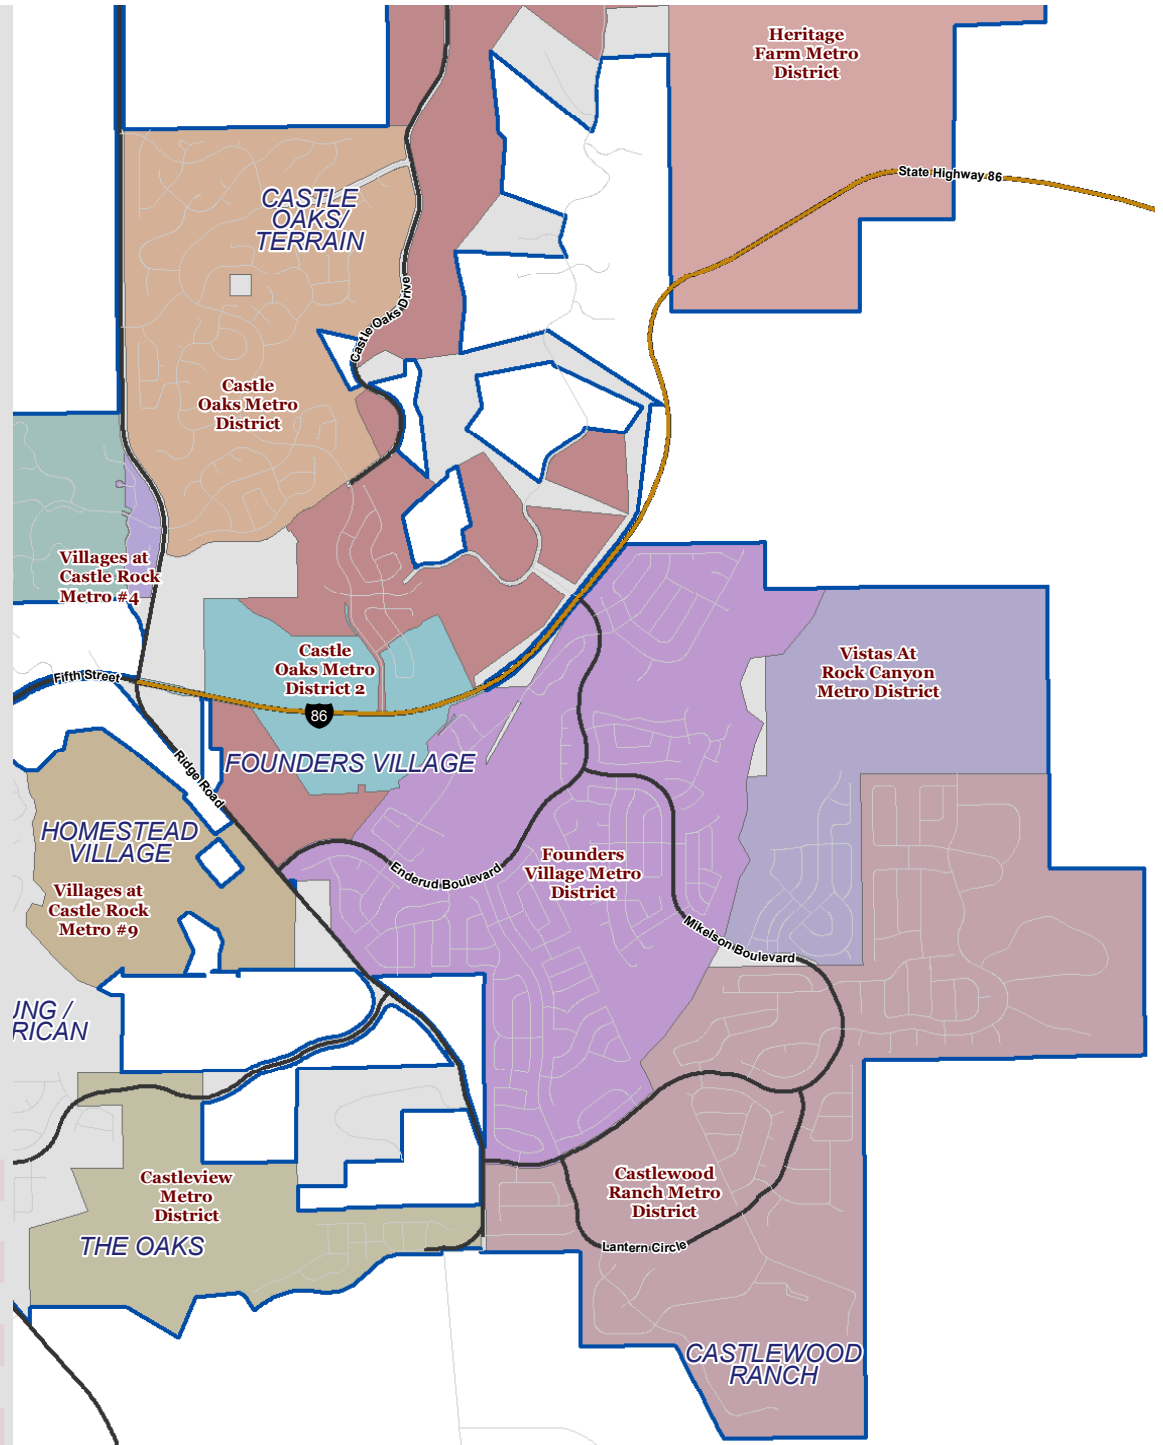 Heritage
Farm Metro
District
State Highway 86
CASTLE
OAKS/
TERRAIN
Castle Oaks Drive
Castle
Oaks Metro
District
Villages at
Castle Rock
Metro #4
Castle
Oaks Metro
District 2
Vistas At
Rock Canyon
Metro District
Fifth Street
86
FOUNDERS VILLAGE
Ridge Road
HOMESTEAD
VILLAGE
Enderud Boulevard
Founders
Village Metro
District
Villages at
Castle Rock
Metro #9
Mikelson Boulevard
UNG /
RICAN
Castleview
Metro
District
Castlewood
Ranch Metro
District
THE OAKS
Lantern Circle
CASTLEWOOD
RANCH